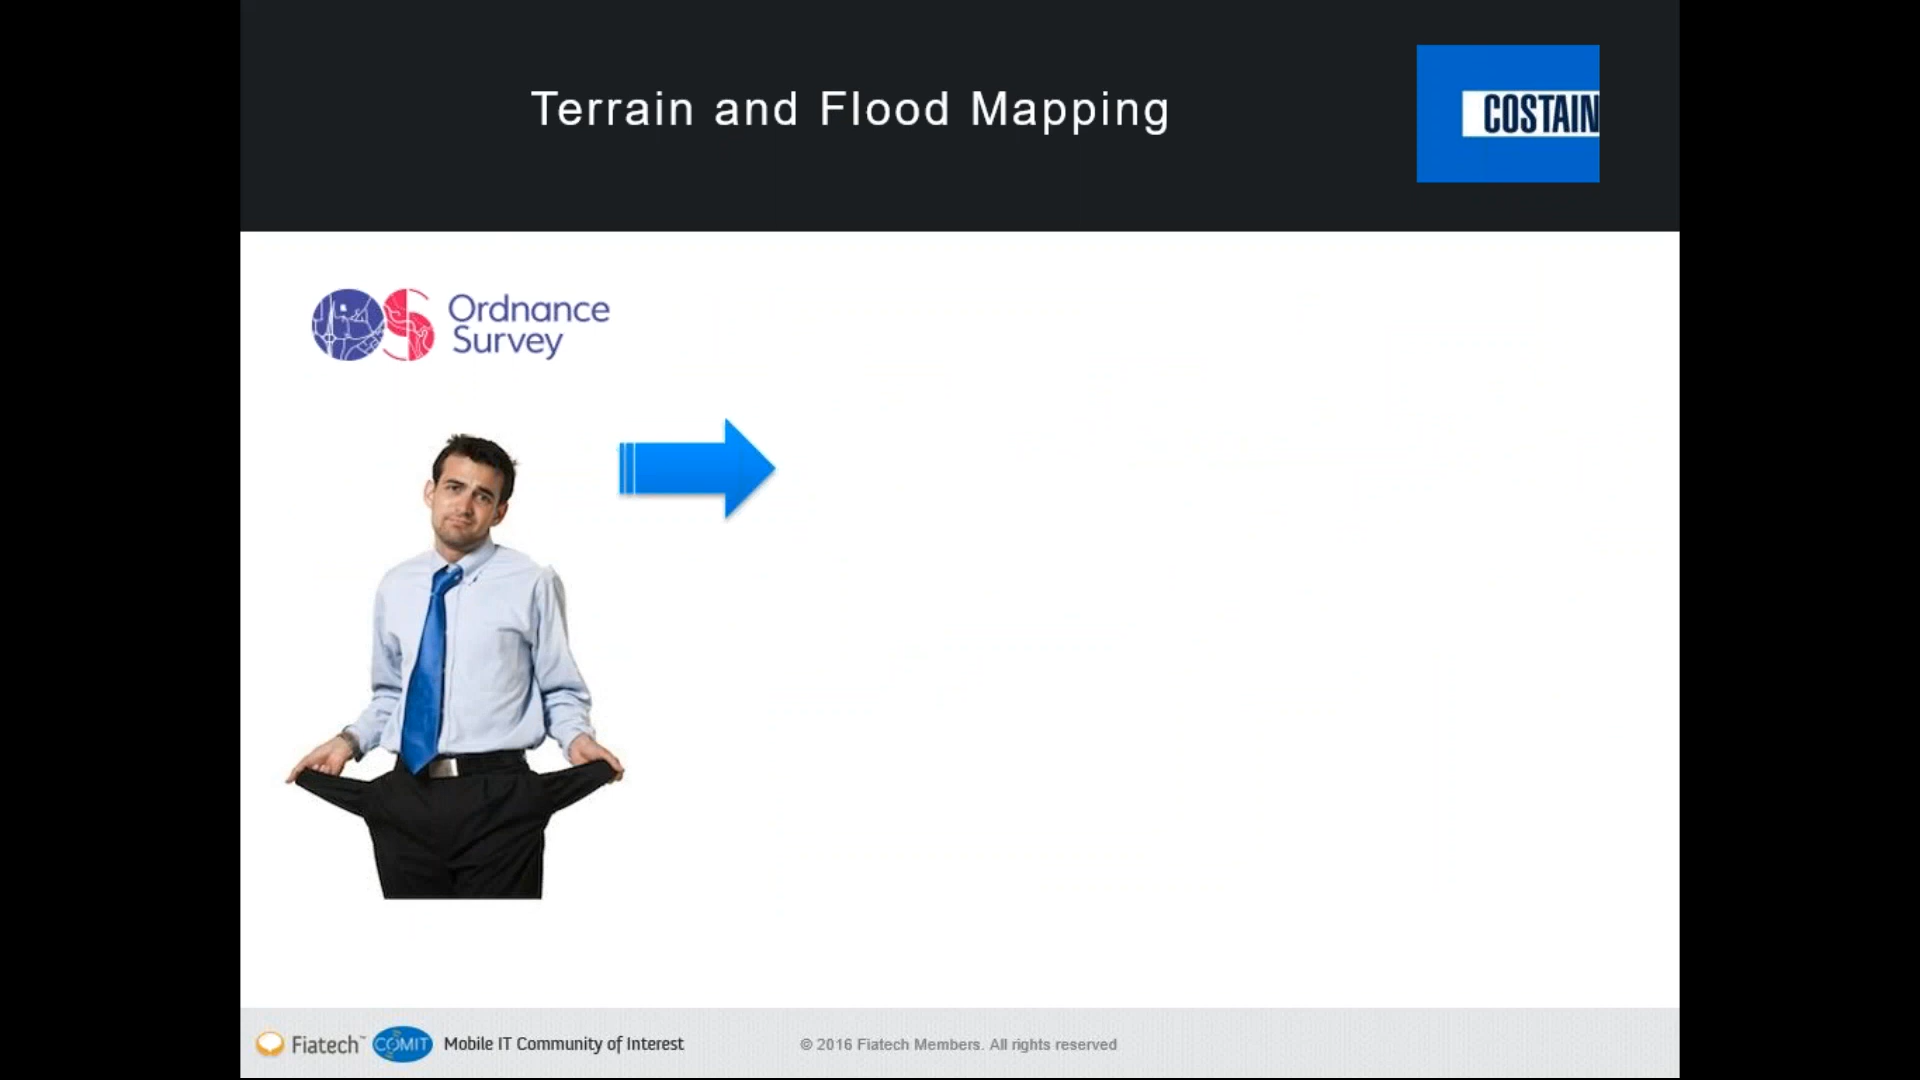 Terrain and Flood Mapping
COSTAIN
Ordnance
Survey
Fiatech™ COMIT Mobile IT Community of Interest
© 2016 Fiatech Members. All rights reserved